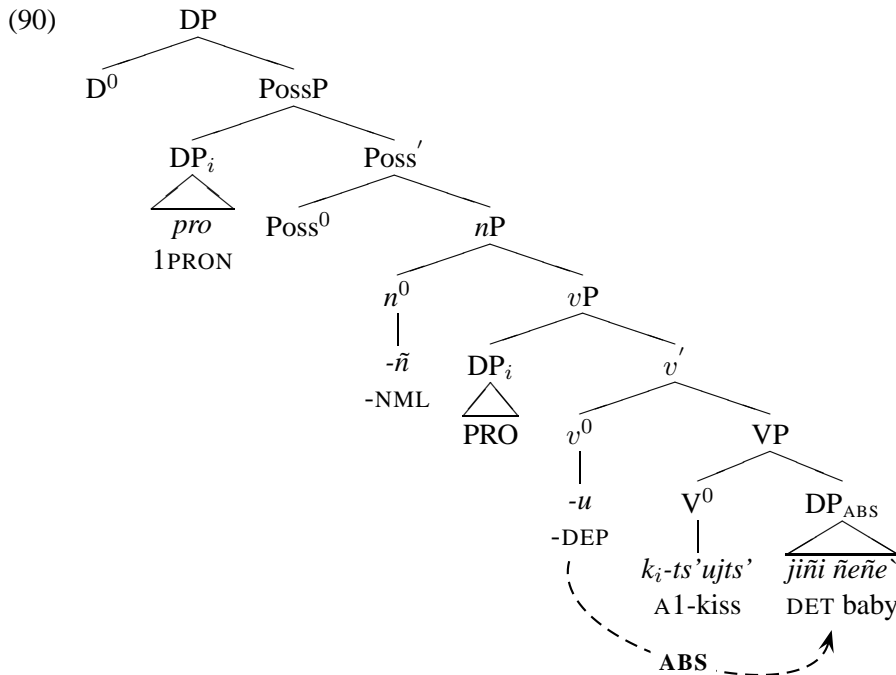 (90) DP
D⁰ PossP
DPᵢ Poss′
pro Poss⁰ nP
1PRON
n⁰ vP
-ñ DPᵢ v′
-NML
PRO v⁰ VP
-u V⁰ DP_ABS
-DEP
kᵢ-ts'ujts' jiñi ñeñe`
A1-kiss DET baby
ABS